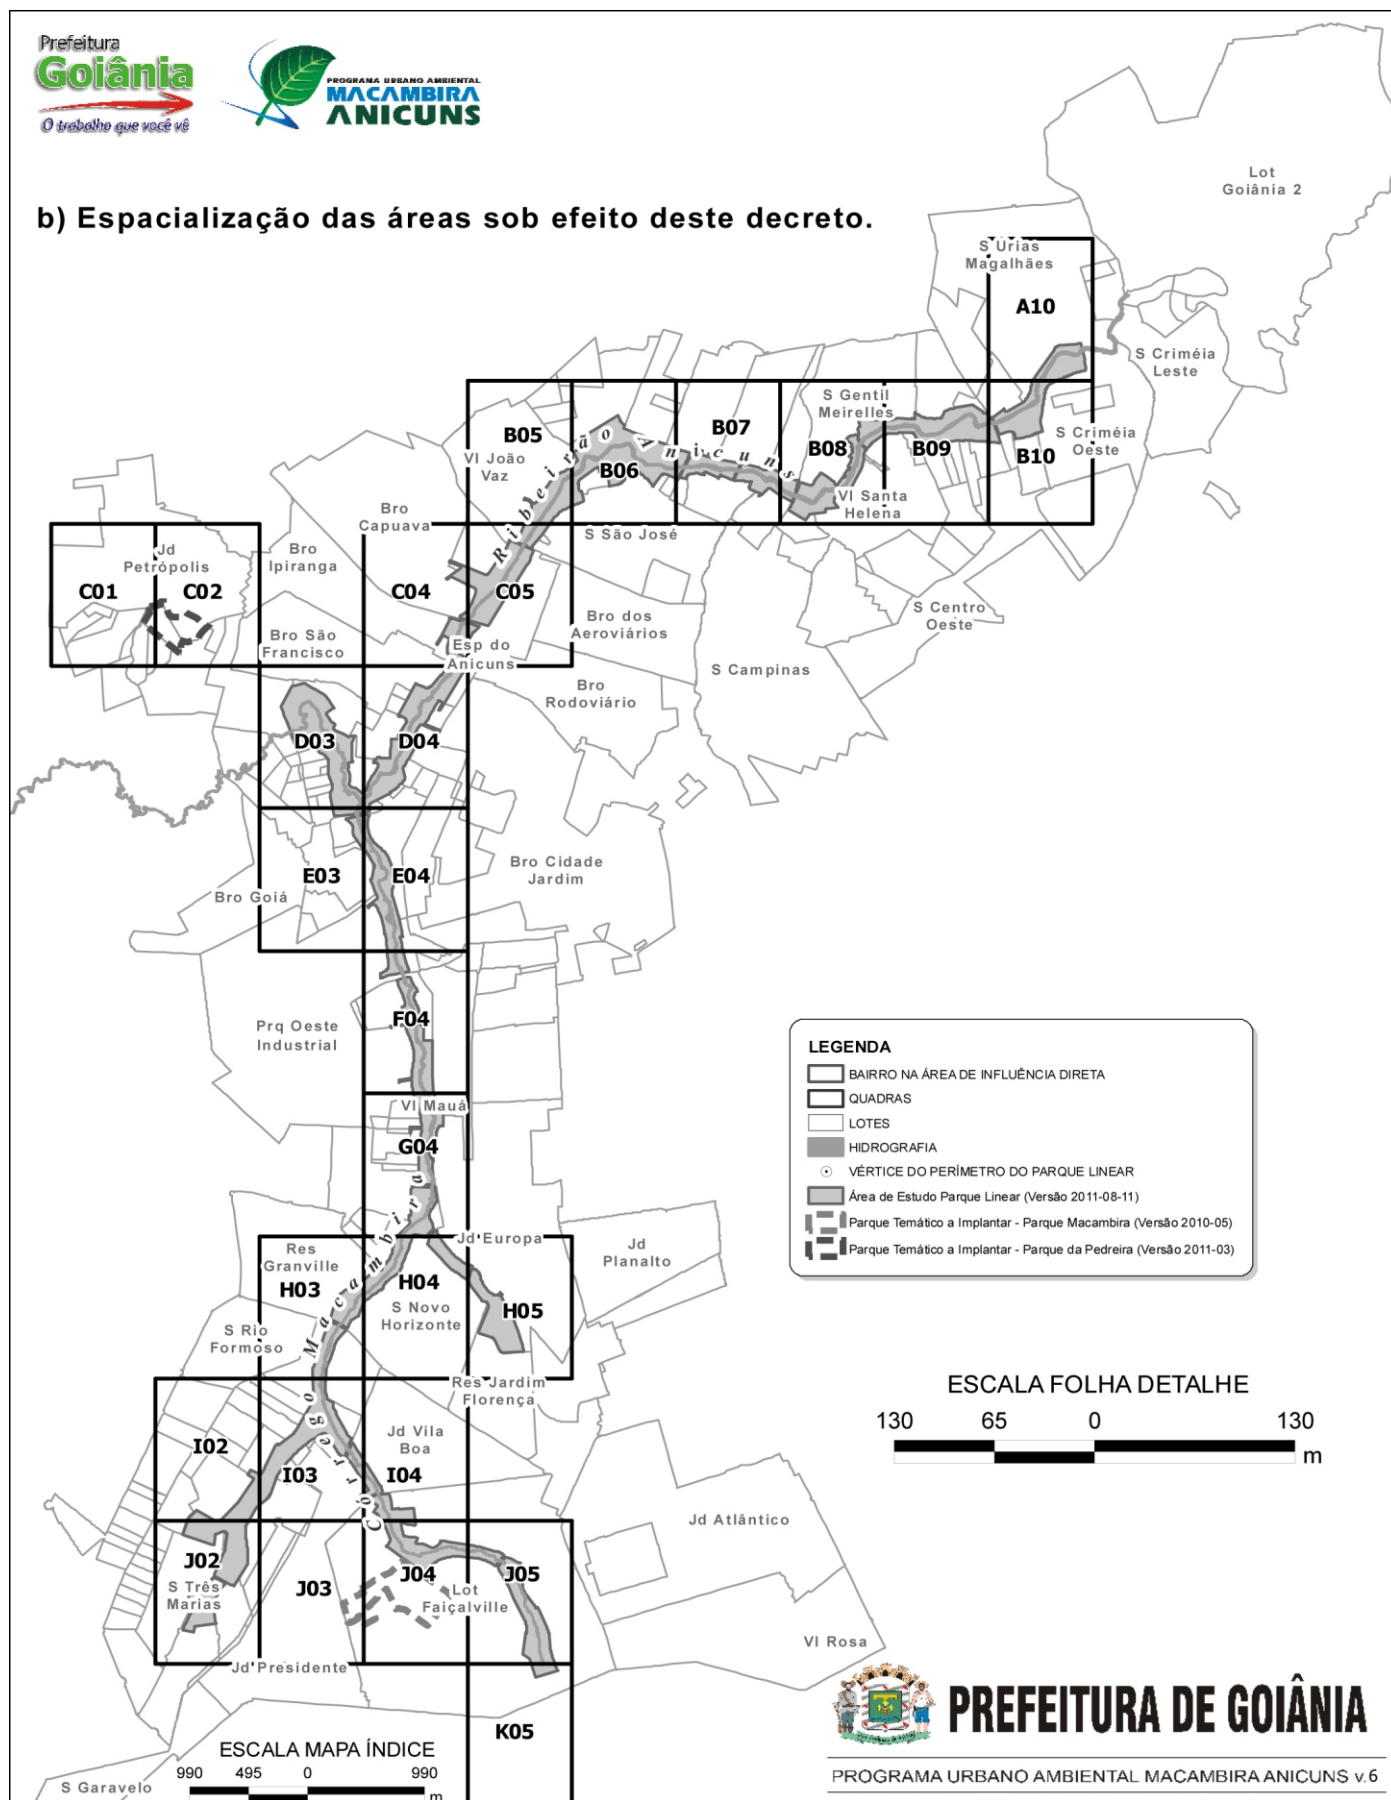 Prefeitura
Goiânia
O trabalho que você vê
PROGRAMA URBANO AMBIENTAL
MACAMBIRA
ANICUNS
b) Espacialização das áreas sob efeito deste decreto.
Lot
Goiânia 2
S Urias
Magalhães
A10
S Criméia
Leste
S Gentil
Meirelles
B05
B07
VI João
Vaz
B06
B08
B09
B10
S Criméia
Oeste
Ribeirão Anicuns
VI Santa
Helena
Bro
Capuava
S São José
Jd
Petrópolis
Bro
Ipiranga
C01
C02
C04
C05
Bro dos
Aeroviários
S Centro
Oeste
Bro São
Francisco
Esp do
Anicuns
Bro
Rodoviário
S Campinas
D03
D04
E03
E04
Bro Cidade
Jardim
Bro Goiá
F04
Prq Oeste
Industrial
VI Mauá
G04
Córrego Macambira
Res
Granville
Jd Europa
Jd
Planalto
H03
H04
H05
S Novo
Horizonte
S Rio
Formoso
Res Jardim
Florença
I02
I03
I04
Jd Vila
Boa
Jd Atlântico
J02
J03
J04
J05
S Três
Marias
Lot
Faiçalville
VI Rosa
Jd Presidente
K05
S Garavelo
LEGENDA
BAIRRO NA ÁREA DE INFLUÊNCIA DIRETA
QUADRAS
LOTES
HIDROGRAFIA
VÉRTICE DO PERÍMETRO DO PARQUE LINEAR
Área de Estudo Parque Linear (Versão 2011-08-11)
Parque Temático a Implantar - Parque Macambira (Versão 2010-05)
Parque Temático a Implantar - Parque da Pedreira (Versão 2011-03)
ESCALA FOLHA DETALHE
130 65 0 130
m
ESCALA MAPA ÍNDICE
990 495 0 990
m
PREFEITURA DE GOIÂNIA
PROGRAMA URBANO AMBIENTAL MACAMBIRA ANICUNS v.6